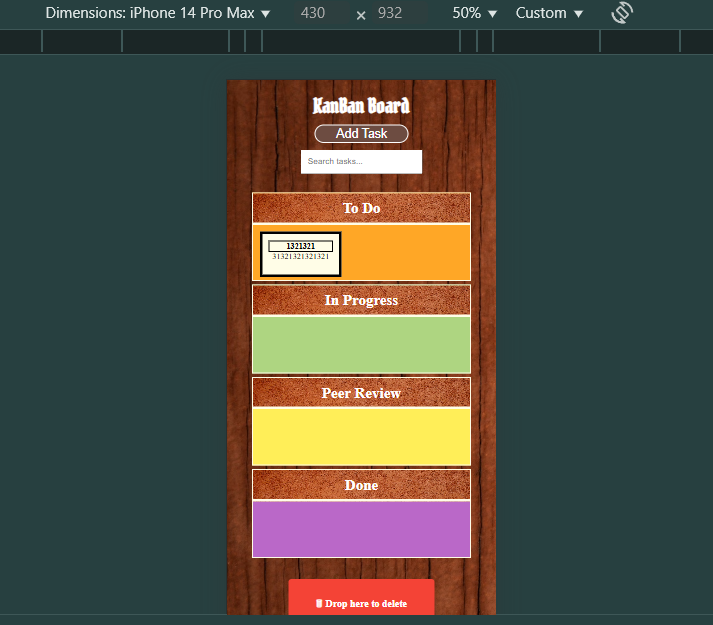 Dimensions: iPhone 14 Pro Max ▼ 430 × 932 50% ▼ Custom ▼
KanBan Board
Add Task
Search tasks...
To Do
1321321
31321321321321
In Progress
Peer Review
Done
🗑 Drop here to delete